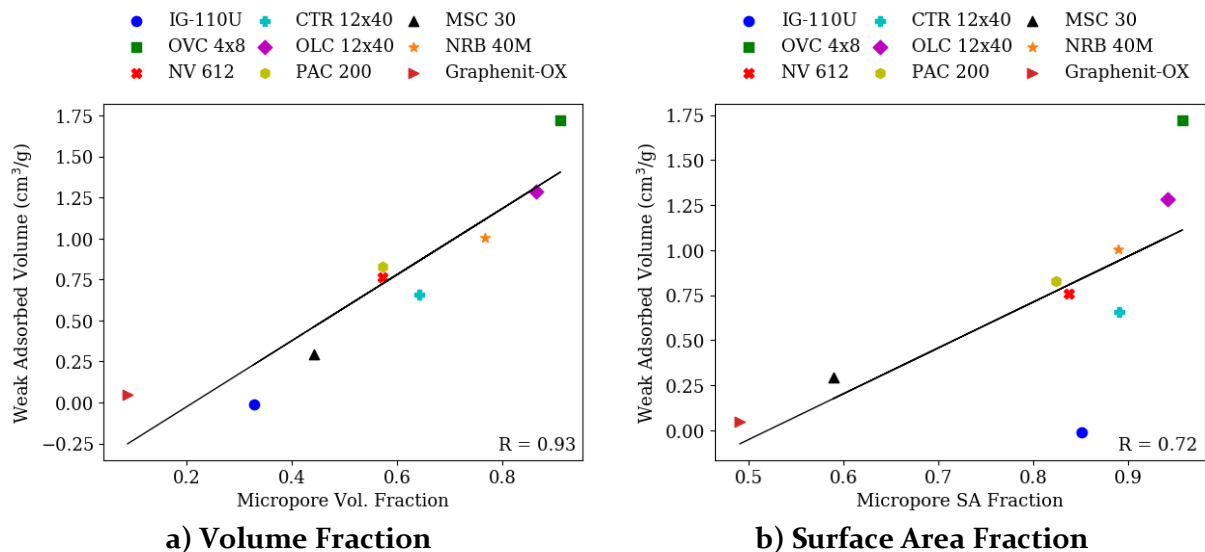 IG-110U CTR 12x40 MSC 30
OVC 4x8 OLC 12x40 NRB 40M
NV 612 PAC 200 Graphenit-OX
Weak Adsorbed Volume (cm³/g)
1.75
1.50
1.25
1.00
0.75
0.50
0.25
0.00
−0.25
R = 0.93
0.2 0.4 0.6 0.8
Micropore Vol. Fraction
a) Volume Fraction
IG-110U CTR 12x40 MSC 30
OVC 4x8 OLC 12x40 NRB 40M
NV 612 PAC 200 Graphenit-OX
Weak Adsorbed Volume (cm³/g)
1.75
1.50
1.25
1.00
0.75
0.50
0.25
0.00
R = 0.72
0.5 0.6 0.7 0.8 0.9
Micropore SA Fraction
b) Surface Area Fraction